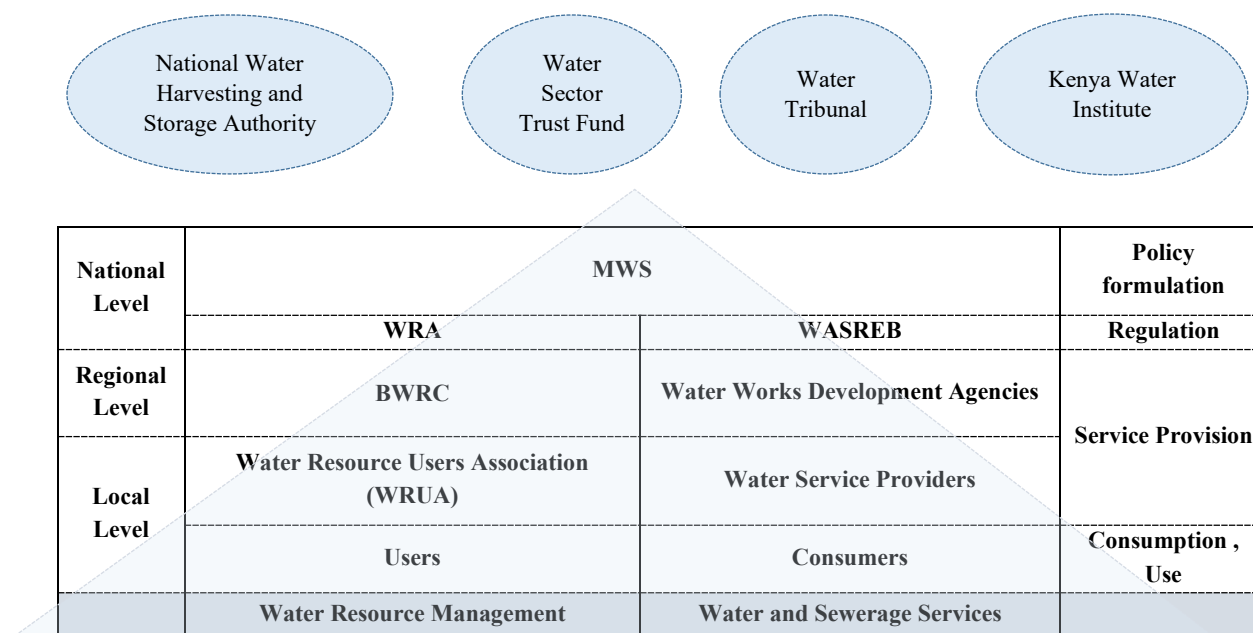 National Water
Harvesting and
Storage Authority
Water
Sector
Trust Fund
Water
Tribunal
Kenya Water
Institute
National
Level
MWS
Policy
formulation
WRA
WASREB
Regulation
Regional
Level
BWRC
Water Works Development Agencies
Service Provision
Local
Level
Water Resource Users Association
(WRUA)
Water Service Providers
Users
Consumers
Consumption ,
Use
Water Resource Management
Water and Sewerage Services